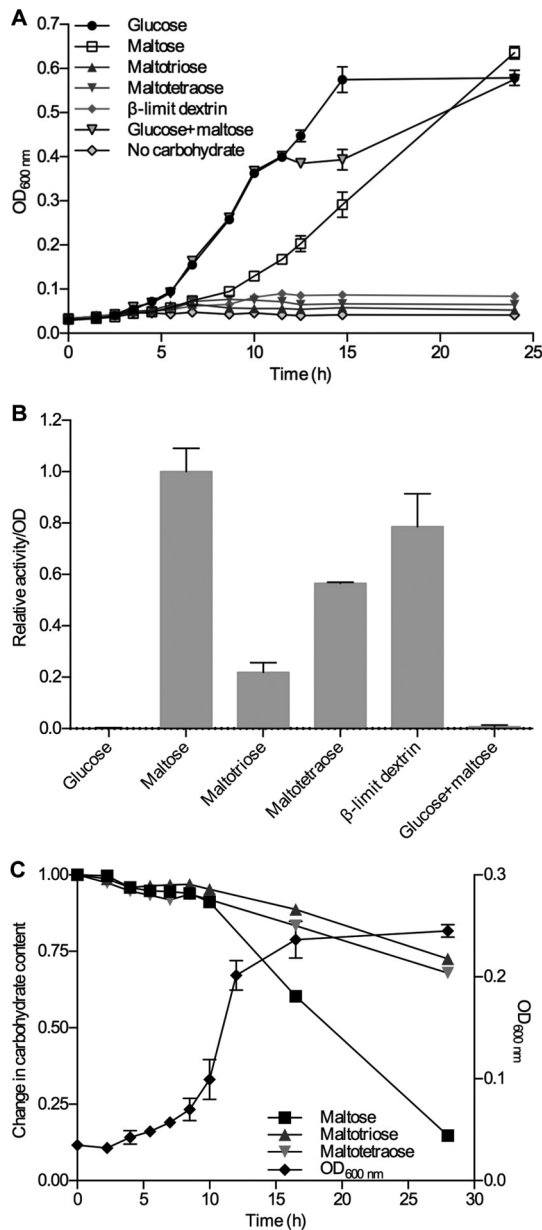 A
Glucose
Maltose
Maltotriose
Maltotetraose
β-limit dextrin
Glucose+maltose
No carbohydrate
OD600 nm
0.7
0.6
0.5
0.4
0.3
0.2
0.1
0.0
0 5 10 15 20 25
Time (h)
B
Relative activity/OD
1.2
1.0
0.8
0.6
0.4
0.2
0.0
Glucose
Maltose
Maltotriose
Maltotetraose
β-limit dextrin
Glucose+maltose
C
Change in carbohydrate content
1.00
0.75
0.50
0.25
0.00
OD600 nm
0.3
0.2
0.1
0.0
Maltose
Maltotriose
Maltotetraose
OD600 nm
0 5 10 15 20 25 30
Time (h)